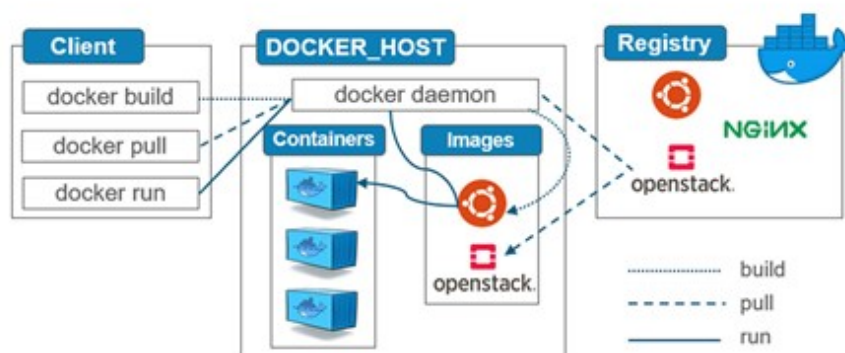 Client
docker build
docker pull
docker run
DOCKER_HOST
docker daemon
Containers
Images
openstack.
Registry
NGINX
openstack.
build
pull
run